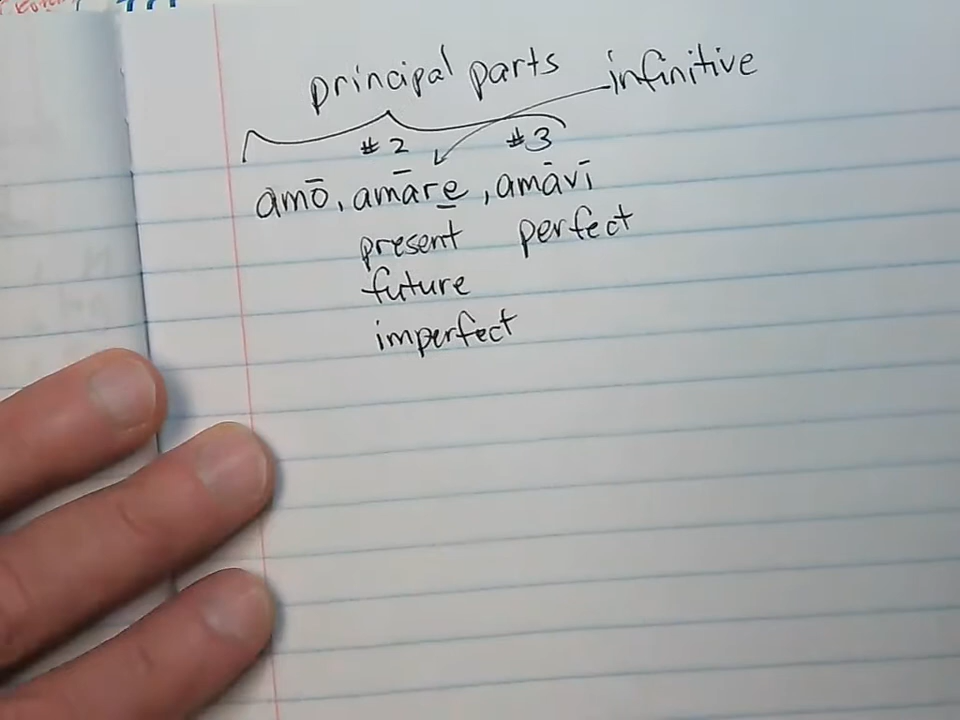 principal parts infinitive
#2 #3
amō, amāre, amāvī
present perfect
future
imperfect